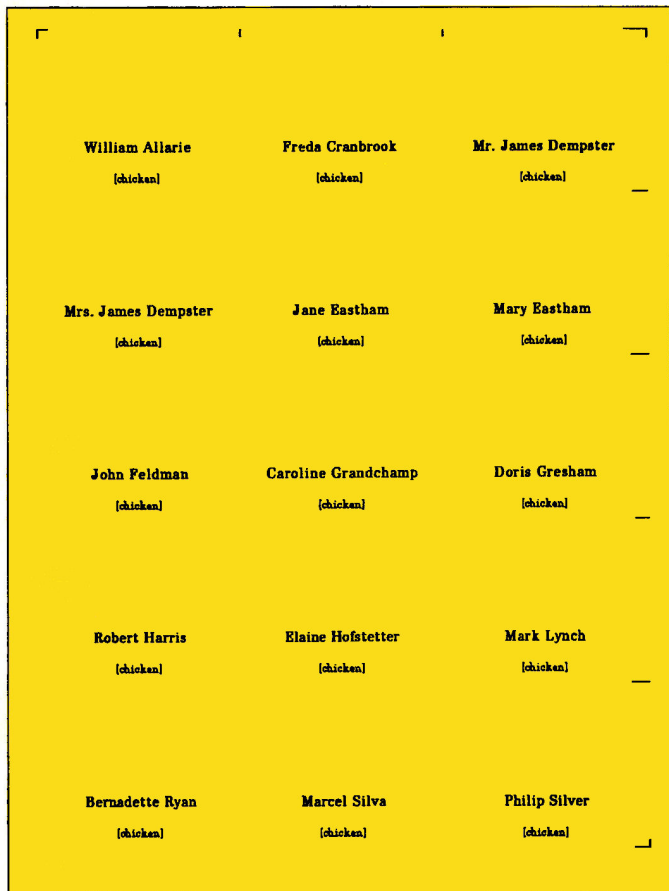 William Allarie Freda Cranbrook Mr. James Dempster
[chicken] [chicken] [chicken]
Mrs. James Dempster Jane Eastham Mary Eastham
[chicken] [chicken] [chicken]
John Feldman Caroline Grandchamp Doris Gresham
[chicken] [chicken] [chicken]
Robert Harris Elaine Hofstetter Mark Lynch
[chicken] [chicken] [chicken]
Bernadette Ryan Marcel Silva Philip Silver
[chicken] [chicken] [chicken]